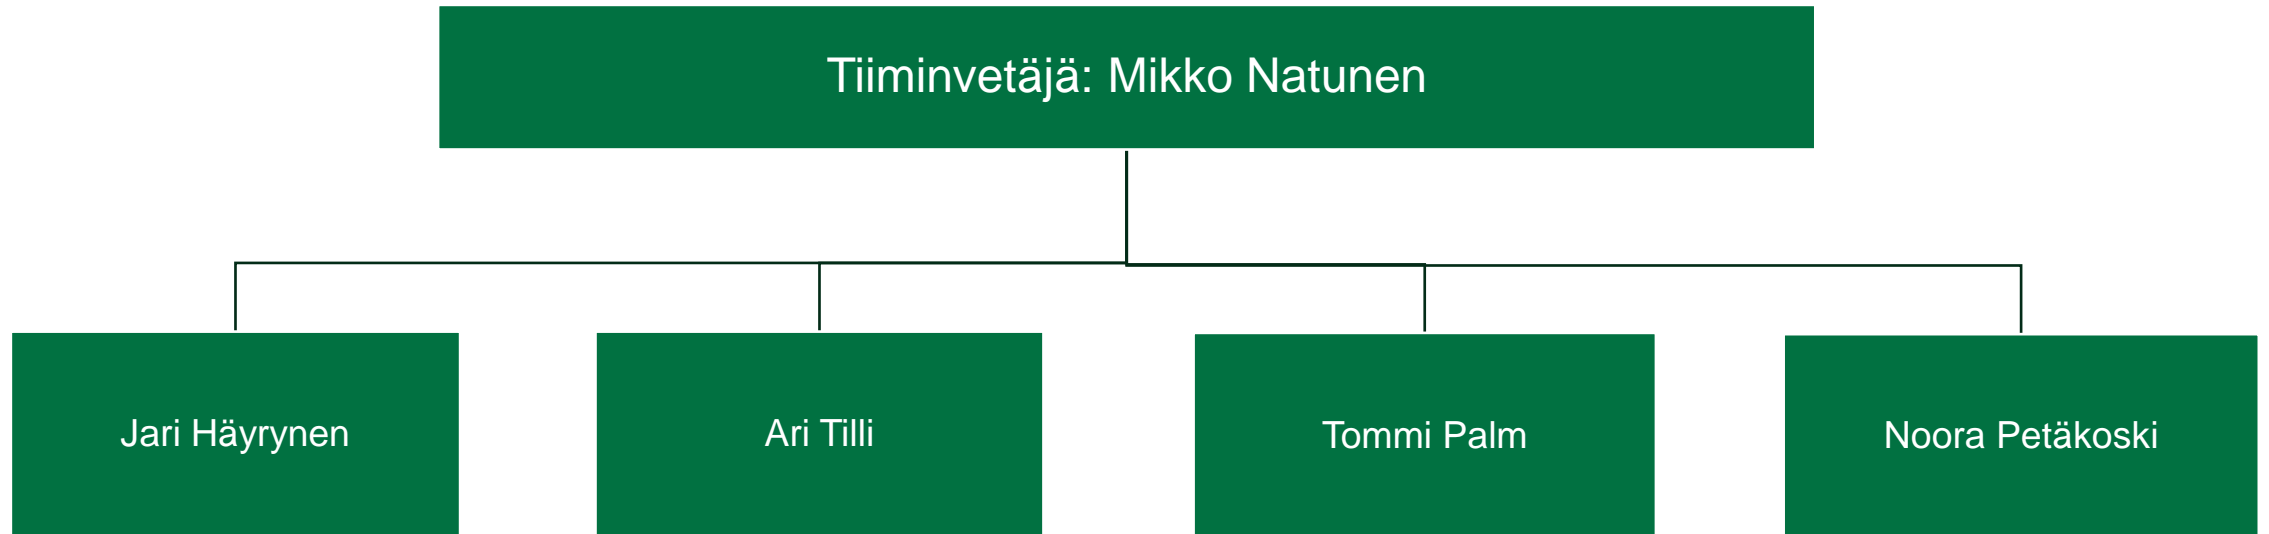 Tiiminvetäjä: Mikko Natunen
Jari Häyrynen
Ari Tilli
Tommi Palm
Noora Petäkoski